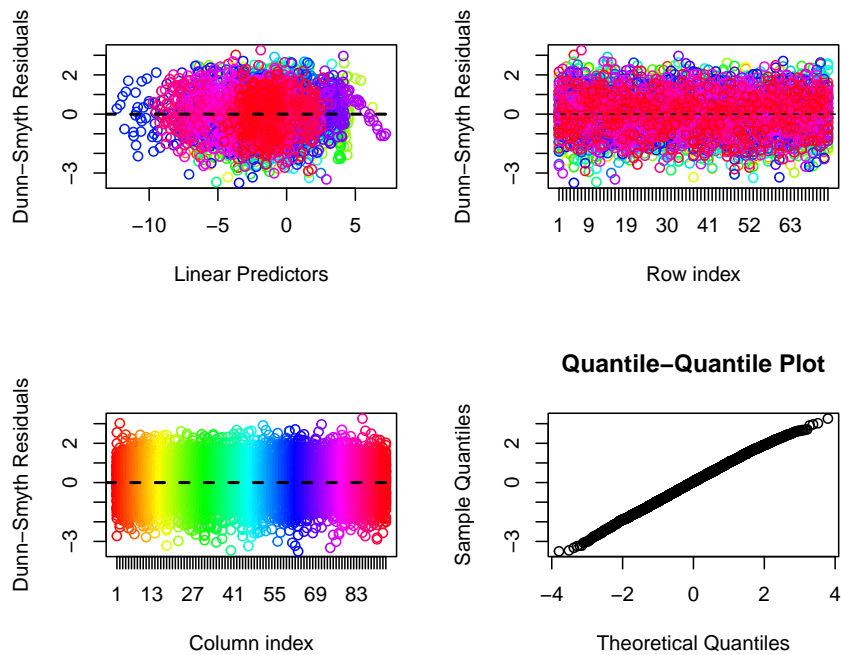 Dunn−Smyth Residuals
2
0
−3
−10 −5 0 5
Linear Predictors
Dunn−Smyth Residuals
2
0
−3
1 9 19 30 41 52 63
Row index
Dunn−Smyth Residuals
2
0
−3
1 13 27 41 55 69 83
Column index
Quantile−Quantile Plot
Sample Quantiles
2
0
−3
−4 −2 0 2 4
Theoretical Quantiles